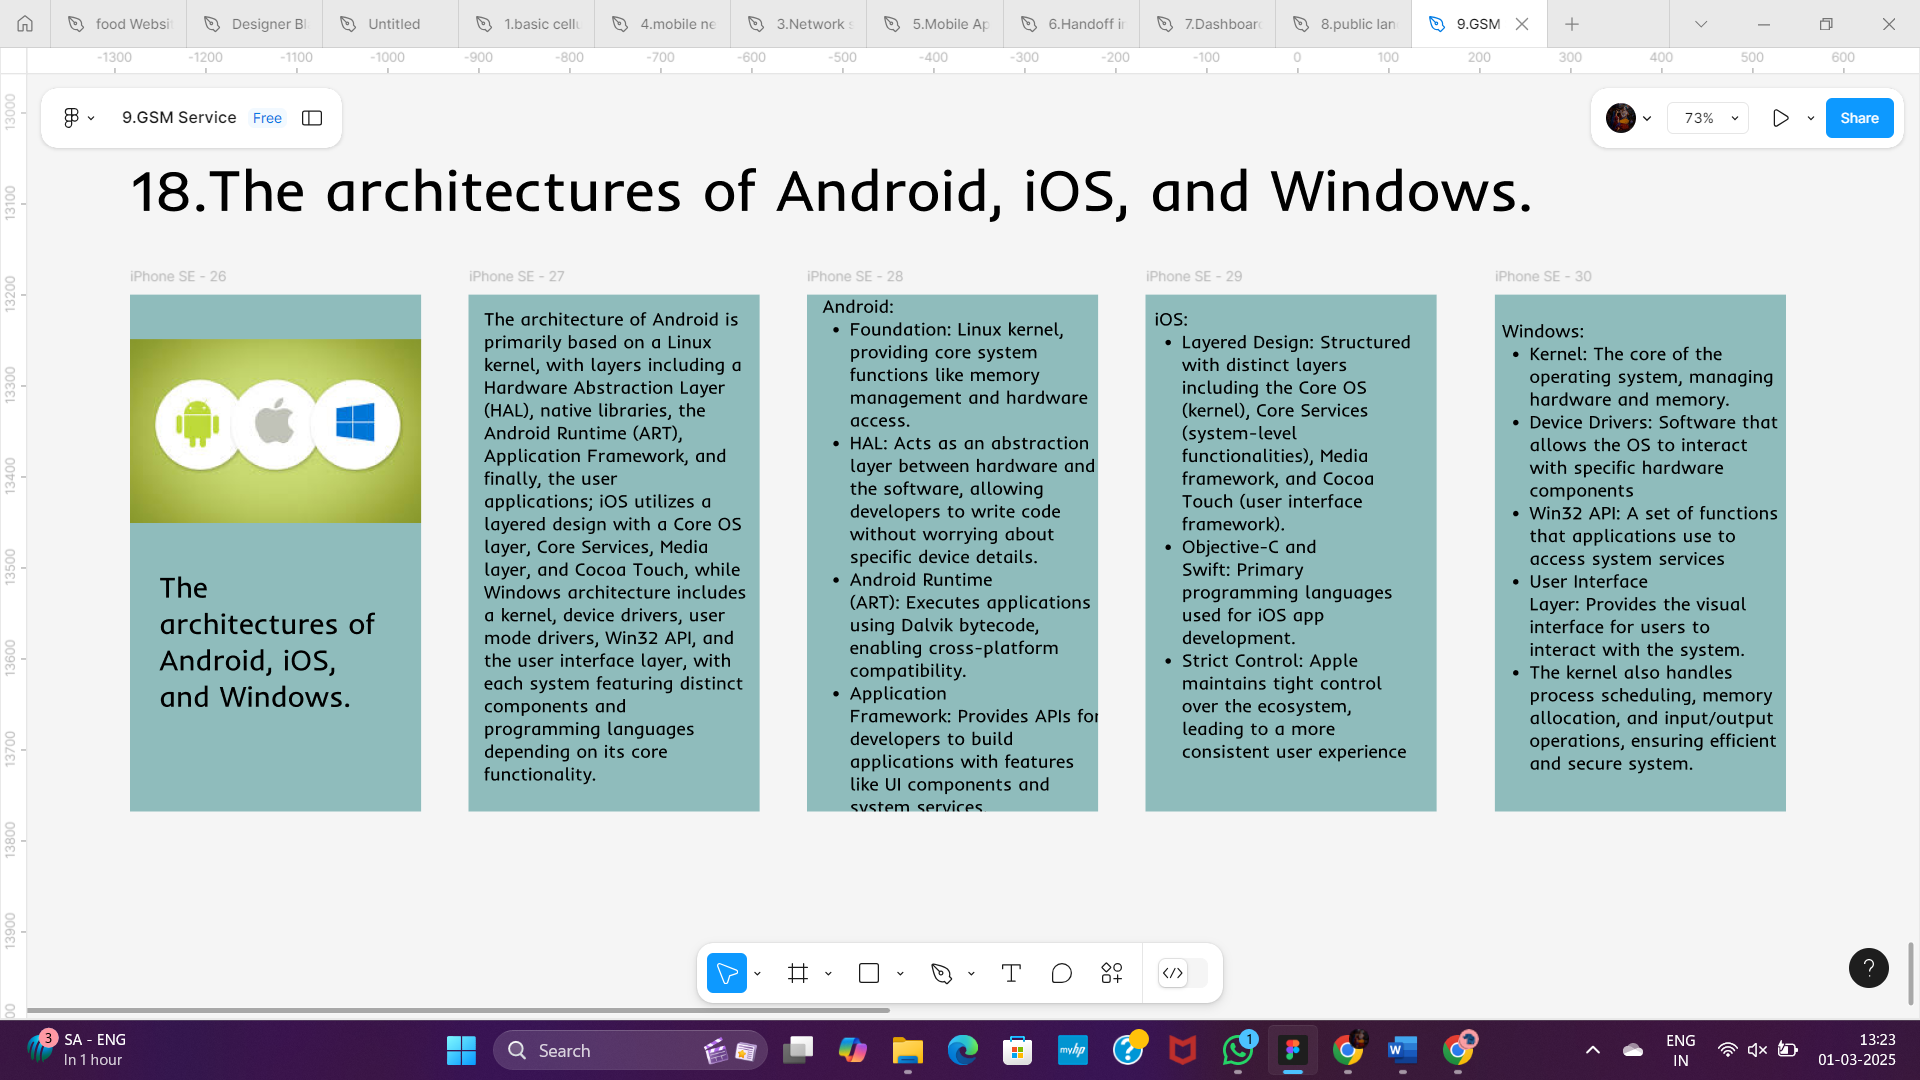 food Websi
Designer Bl
Untitled
1.basic cell
4.mobile ne
3.Network s
5.Mobile Ap
6.Handoff i
7.Dashboar
8.public lan
9.GSM
-1300 -1200 -1100 -1000 -900 -800 -700 -600 -500 -400 -300 -200 -100 0 100 200 300 400 500 600
13000
13100
13200
13300
13400
13500
13600
13700
13800
13900
9.GSM Service Free
73%
Share
18.The architectures of Android, iOS, and Windows.
iPhone SE - 26
The
architectures of
Android, iOS,
and Windows.
iPhone SE - 27
The architecture of Android is
primarily based on a Linux
kernel, with layers including a
Hardware Abstraction Layer
(HAL), native libraries, the
Android Runtime (ART),
Application Framework, and
finally, the user
applications; iOS utilizes a
layered design with a Core OS
layer, Core Services, Media
layer, and Cocoa Touch, while
Windows architecture includes
a kernel, device drivers, user
mode drivers, Win32 API, and
the user interface layer, with
each system featuring distinct
components and
programming languages
depending on its core
functionality.
iPhone SE - 28
Android:
• Foundation: Linux kernel,
providing core system
functions like memory
management and hardware
access.
• HAL: Acts as an abstraction
layer between hardware and
the software, allowing
developers to write code
without worrying about
specific device details.
• Android Runtime
(ART): Executes applications
using Dalvik bytecode,
enabling cross-platform
compatibility.
• Application
Framework: Provides APIs for
developers to build
applications with features
like UI components and
system services.
iPhone SE - 29
iOS:
• Layered Design: Structured
with distinct layers
including the Core OS
(kernel), Core Services
(system-level
functionalities), Media
framework, and Cocoa
Touch (user interface
framework).
• Objective-C and
Swift: Primary
programming languages
used for iOS app
development.
• Strict Control: Apple
maintains tight control
over the ecosystem,
leading to a more
consistent user experience
iPhone SE - 30
Windows:
• Kernel: The core of the
operating system, managing
hardware and memory.
• Device Drivers: Software that
allows the OS to interact
with specific hardware
components
• Win32 API: A set of functions
that applications use to
access system services
• User Interface
Layer: Provides the visual
interface for users to
interact with the system.
• The kernel also handles
process scheduling, memory
allocation, and input/output
operations, ensuring efficient
and secure system.
?
3
SA - ENG
In 1 hour
Search
myhp
1
ENG
IN
13:23
01-03-2025